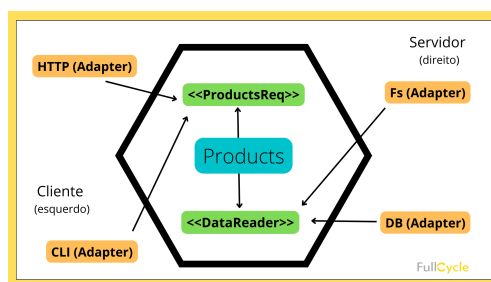 Servidor
(direito)
HTTP (Adapter)
<<ProductsReq>>
Fs (Adapter)
Products
Cliente
(esquerdo)
<<DataReader>>
DB (Adapter)
CLI (Adapter)
FullCycle